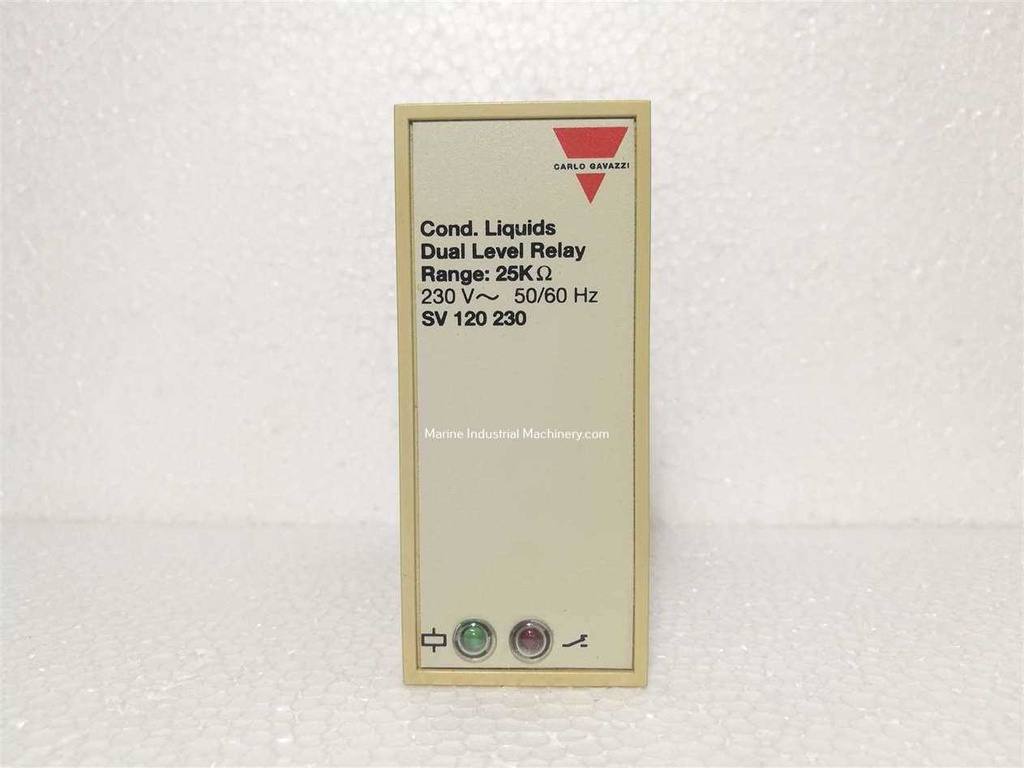 CARLO GAVAZZI
Cond. Liquids
Dual Level Relay
Range: 25KΩ
230 V～ 50/60 Hz
SV 120 230
Marine Industrial Machinery.com